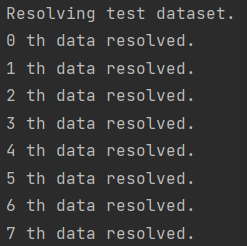 Resolving test dataset.
0 th data resolved.
1 th data resolved.
2 th data resolved.
3 th data resolved.
4 th data resolved.
5 th data resolved.
6 th data resolved.
7 th data resolved.